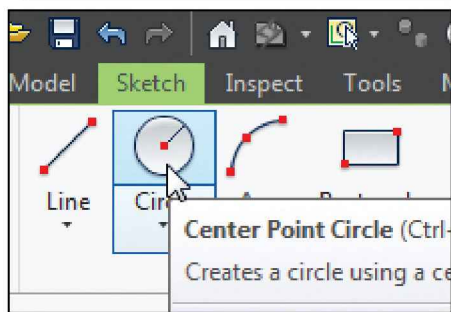 Model Sketch Inspect Tools
Line
Center Point Circle (Ctrl-
Creates a circle using a ce